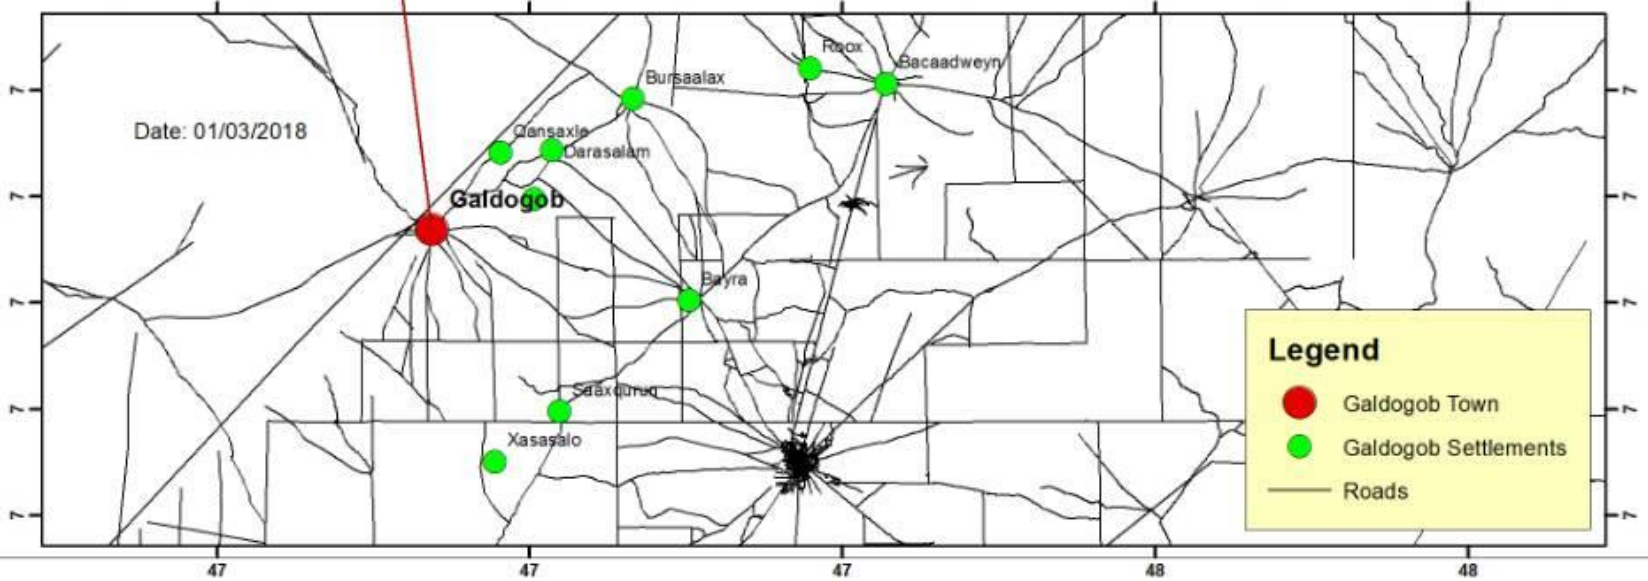 Roox
Bacaadweyn
Bursaalax
7
7
Date: 01/03/2018
Qansaxle
Darasalam
7
7
Galdogob
Bayra
7
7
Legend
Galdogob Town
Galdogob Settlements
Roads
Saaxqurun
7
7
Xasasalo
7
7
47
47
47
48
48